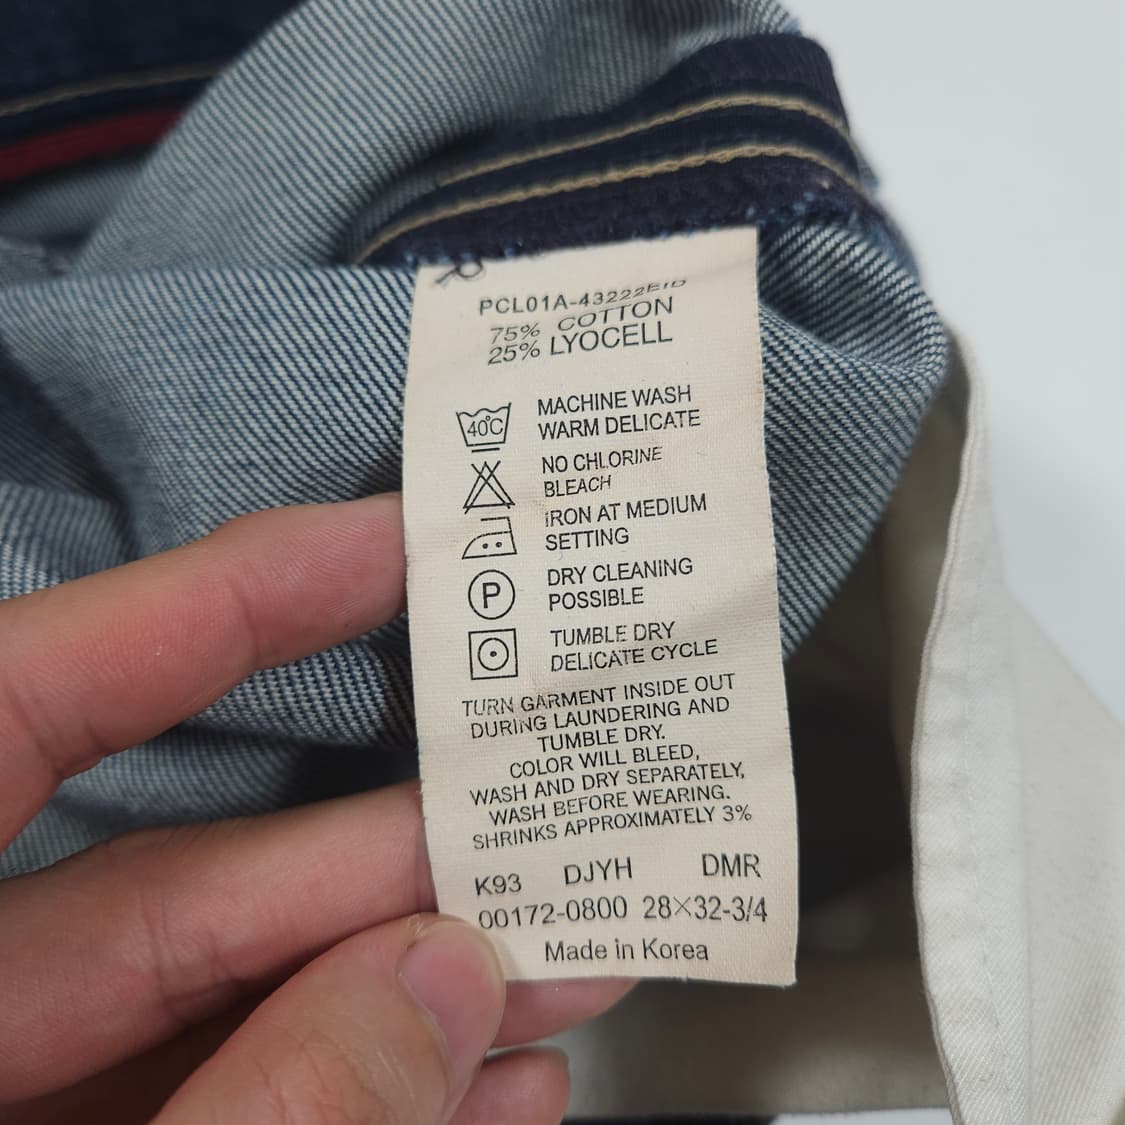 PCL01A-43222EID
75% COTTON
25% LYOCELL
40°C
MACHINE WASH
WARM DELICATE
NO CHLORINE
BLEACH
IRON AT MEDIUM
SETTING
P
DRY CLEANING
POSSIBLE
TUMBLE DRY
DELICATE CYCLE
TURN GARMENT INSIDE OUT
DURING LAUNDERING AND
TUMBLE DRY.
COLOR WILL BLEED,
WASH AND DRY SEPARATELY,
WASH BEFORE WEARING.
SHRINKS APPROXIMATELY 3%
K93 DJYH DMR
00172-0800 28×32-3/4
Made in Korea